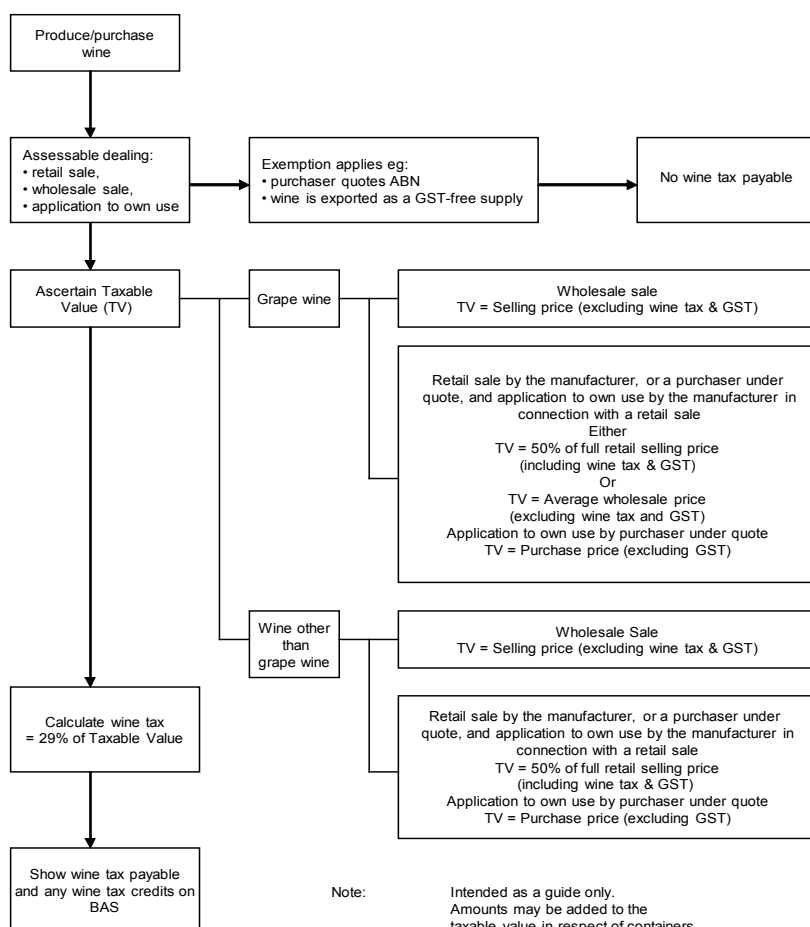 Produce/purchase
wine
Assessable dealing:
• retail sale,
• wholesale sale,
• application to own use
Exemption applies eg:
• purchaser quotes ABN
• wine is exported as a GST-free supply
No wine tax payable
Ascertain Taxable
Value (TV)
Grape wine
Wholesale sale
TV = Selling price (excluding wine tax & GST)
Retail sale by the manufacturer, or a purchaser under
quote, and application to own use by the manufacturer in
connection with a retail sale
Either
TV = 50% of full retail selling price
(including wine tax & GST)
Or
TV = Average wholesale price
(excluding wine tax and GST)
Application to own use by purchaser under quote
TV = Purchase price (excluding GST)
Wine other
than
grape wine
Wholesale Sale
TV = Selling price (excluding wine tax & GST)
Retail sale by the manufacturer, or a purchaser under
quote, and application to own use by the manufacturer in
connection with a retail sale
TV = 50% of full retail selling price
(including wine tax & GST)
Application to own use by purchaser under quote
TV = Purchase price (excluding GST)
Calculate wine tax
= 29% of Taxable Value
Show wine tax payable
and any wine tax credits on
BAS
Note: Intended as a guide only.
Amounts may be added to the
taxable value in respect of containers